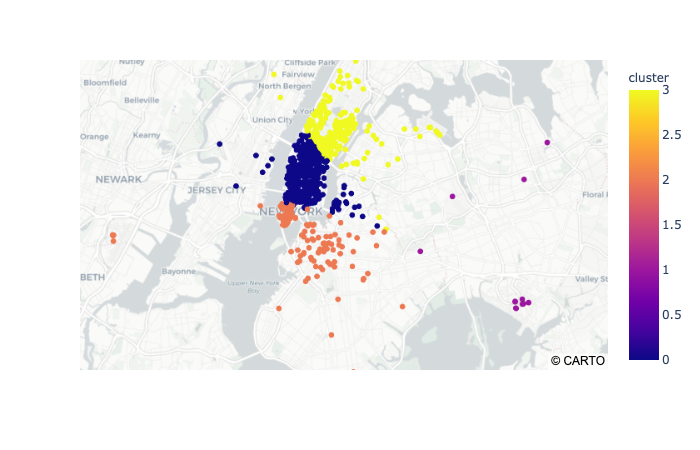 Nutley
Cliffside Park
cluster
Bloomfield
Fairview
3
North Bergen
Belleville
2.5
Union City
Orange
Kearny
2
NEWARK
JERSEY CITY
Floral
NEW YORK
1.5
1
BETH
Bayonne
Valley St
Upper New York
Bay
0.5
© CARTO
0